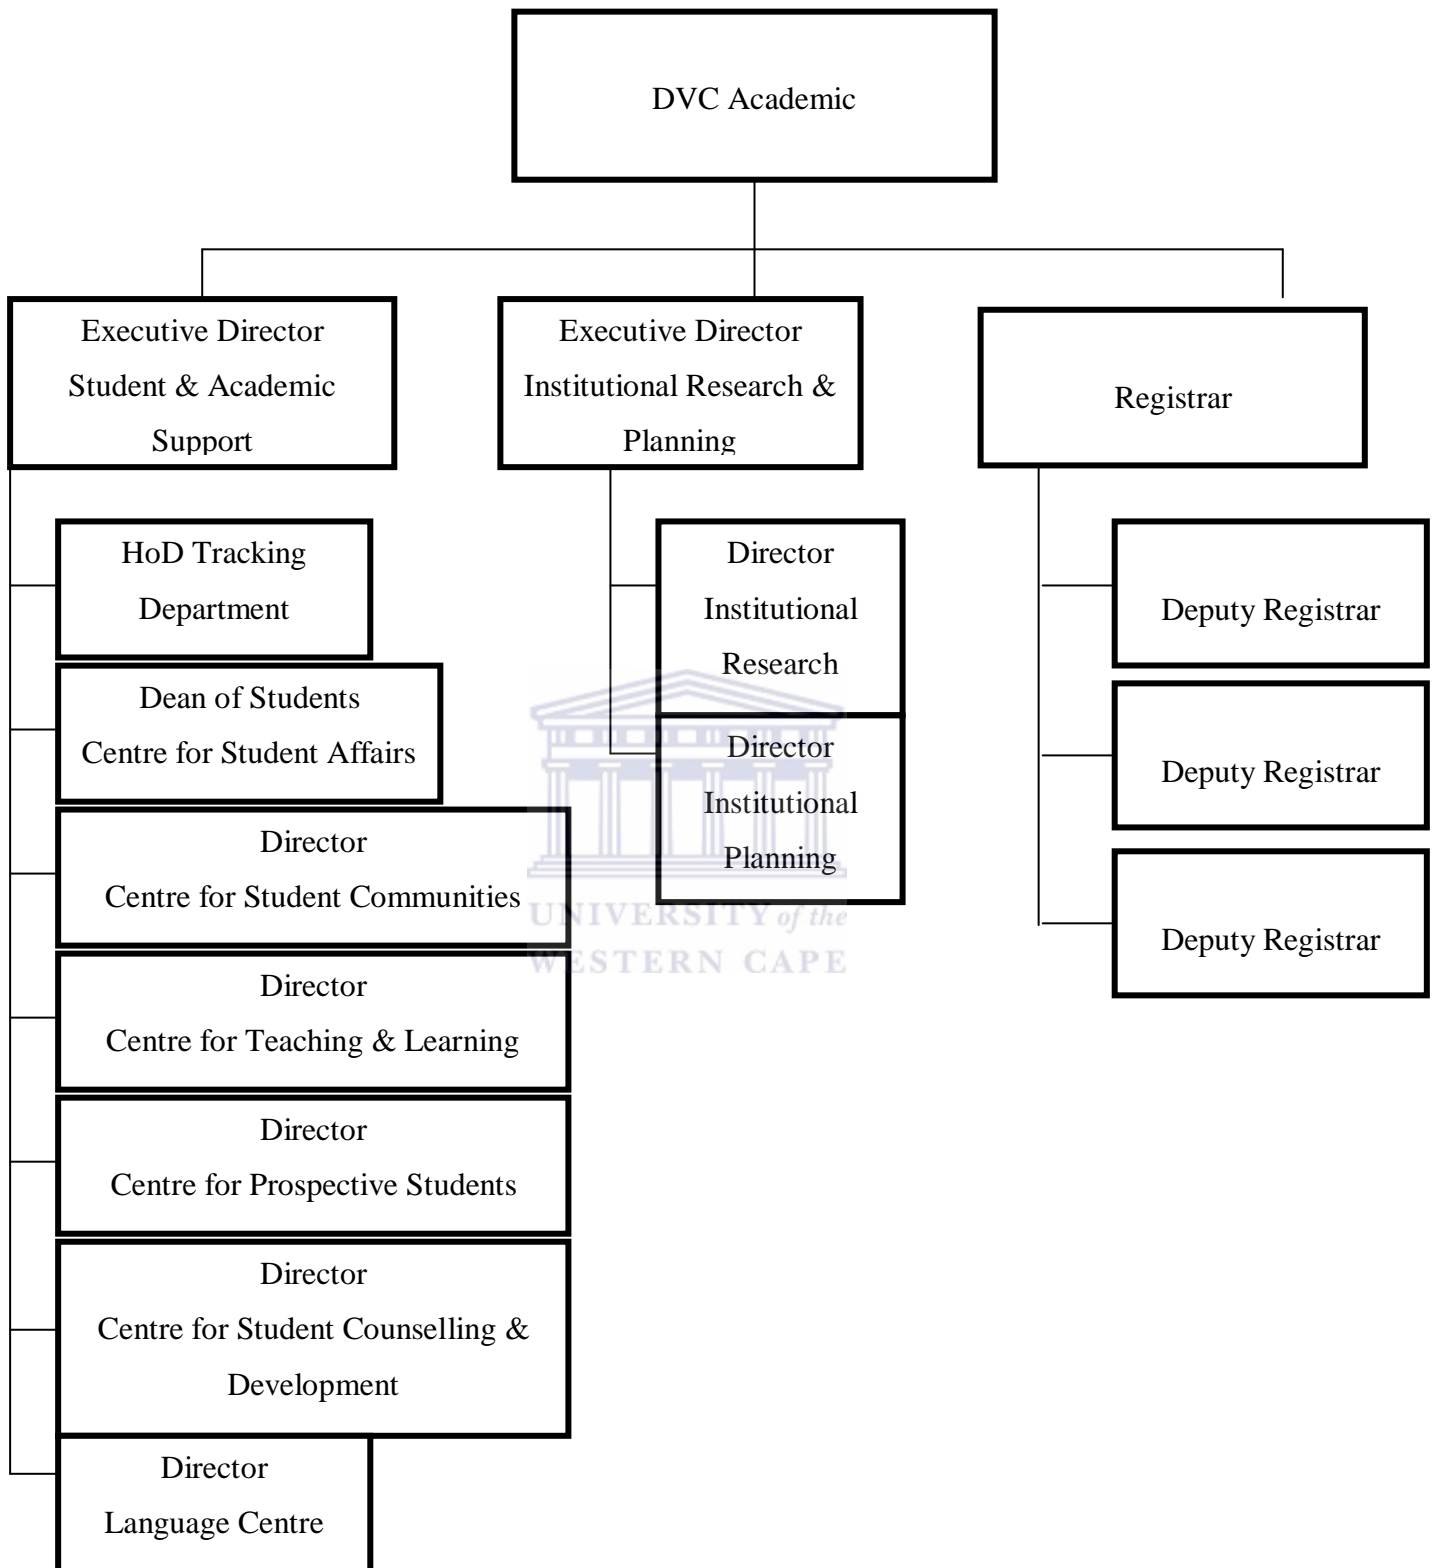 DVC Academic
Executive Director
Student & Academic
Support
Executive Director
Institutional Research &
Planning
Registrar
HoD Tracking
Department
Dean of Students
Centre for Student Affairs
Director
Centre for Student Communities
Director
Centre for Teaching & Learning
Director
Centre for Prospective Students
Director
Centre for Student Counselling &
Development
Director
Language Centre
Director
Institutional
Research
Director
Institutional
Planning
Deputy Registrar
Deputy Registrar
Deputy Registrar
UNIVERSITY of the
WESTERN CAPE